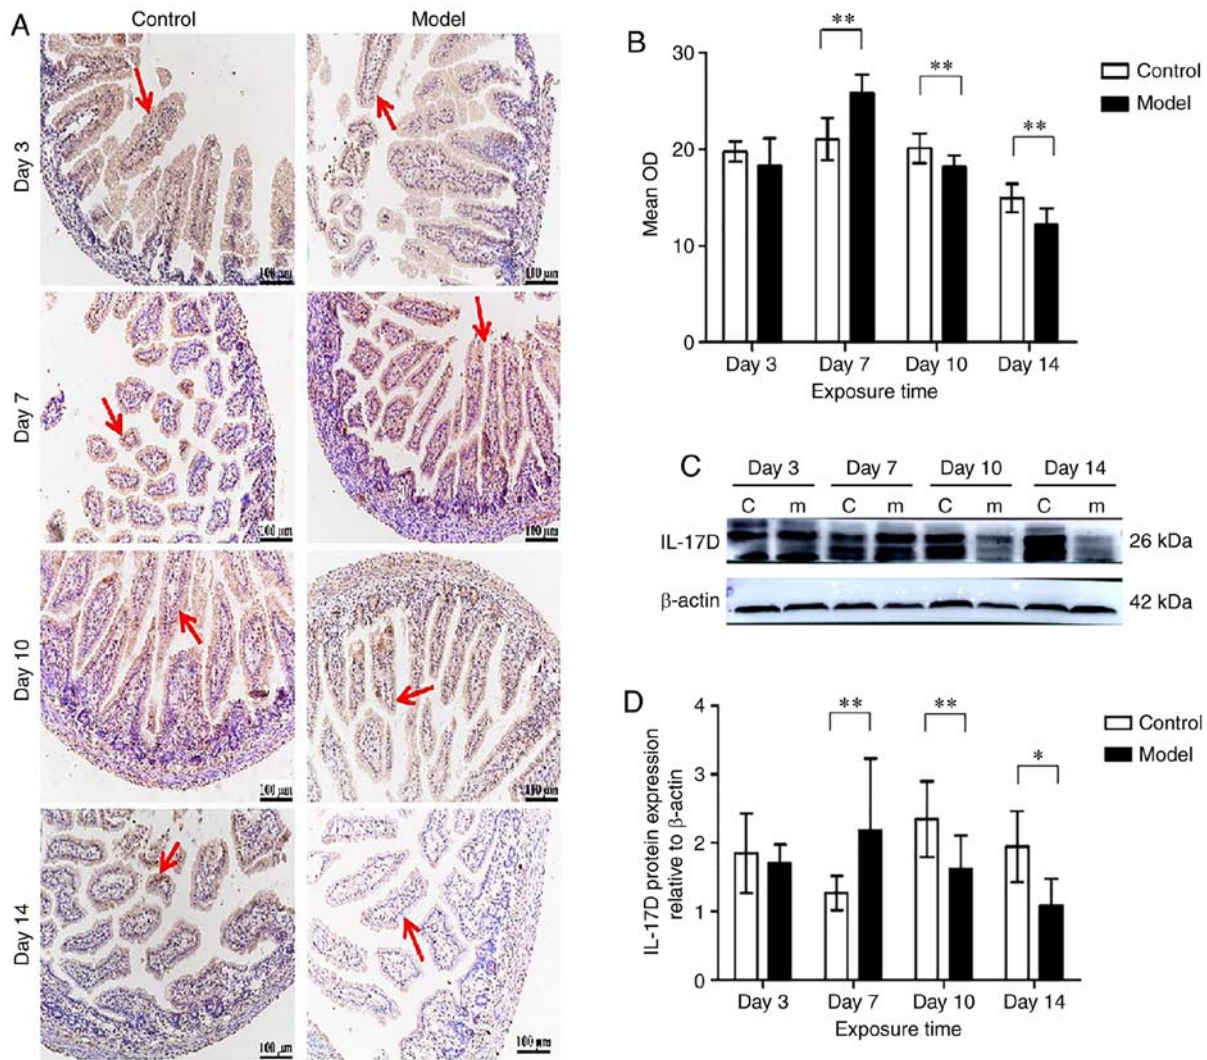 A
Control
Model
Day 3
100 µm
100 µm
Day 7
100 µm
100 µm
Day 10
100 µm
100 µm
Day 14
100 µm
100 µm
B
Mean OD
30
20
10
0
**
**
**
Control
Model
Day 3
Day 7
Day 10
Day 14
Exposure time
C
Day 3
Day 7
Day 10
Day 14
C m C m C m C m
IL-17D
26 kDa
β-actin
42 kDa
D
IL-17D protein expression
relative to β-actin
4
3
2
1
0
**
**
*
Control
Model
Day 3
Day 7
Day 10
Day 14
Exposure time